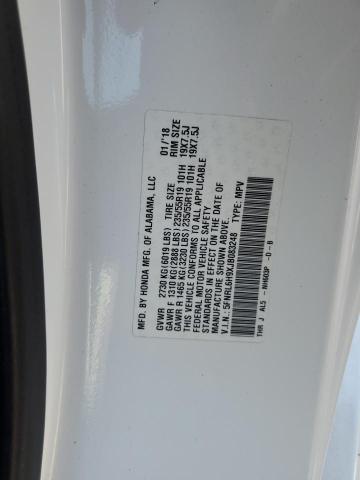 MFD. BY HONDA MFG. OF ALABAMA, LLC 01/'18
GVWR 2730 KG(6019 LBS) TIRE SIZE RIM SIZE
GAWR F 1310 KG(2888 LBS)235/55R19 101H 19X7.5J
GAWR R 1465 KG(3230 LBS)235/55R19 101H 19X7.5J
THIS VEHICLE CONFORMS TO ALL APPLICABLE
FEDERAL MOTOR VEHICLE SAFETY
STANDARDS IN EFFECT ON THE DATE OF
MANUFACTURE SHOWN ABOVE.
V.I.N.: 5FNRL6H9XJB083248 TYPE: MPV
THR J AL5 -D-B